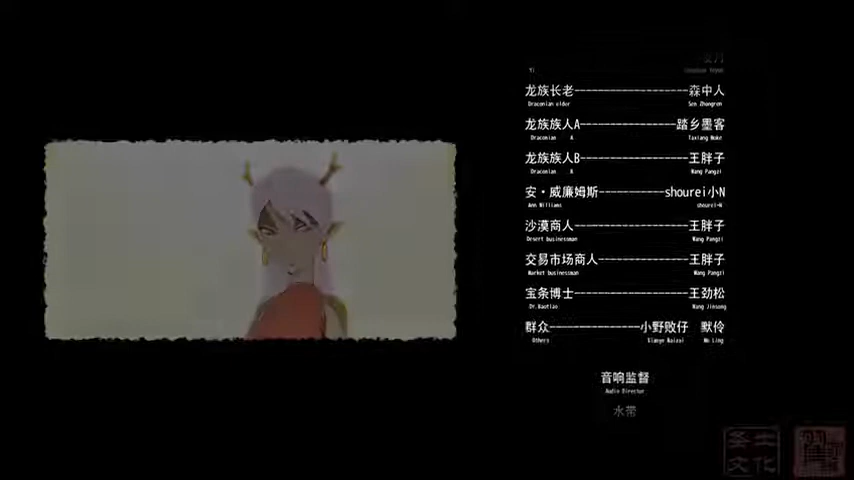 龙族长老——————————森中人
Draconian elder Sen Zhongren
龙族族人A——————————踏乡墨客
Draconian A Taxiang Moke
龙族族人B——————————王胖子
Draconian B Wang Pangzi
安·威廉姆斯——————————shourei小N
Ann Williams shourei-N
沙漠商人——————————王胖子
Desert businessman Wang Pangzi
交易市场商人——————————王胖子
Market businessman Wang Pangzi
宝条博士——————————王劲松
Dr.Baotiao Wang Jinsong
群众——————————小野败仔 默伶
Others Xiaoye Baizai Mo Ling
音响监督
Audio Director
水带
文化